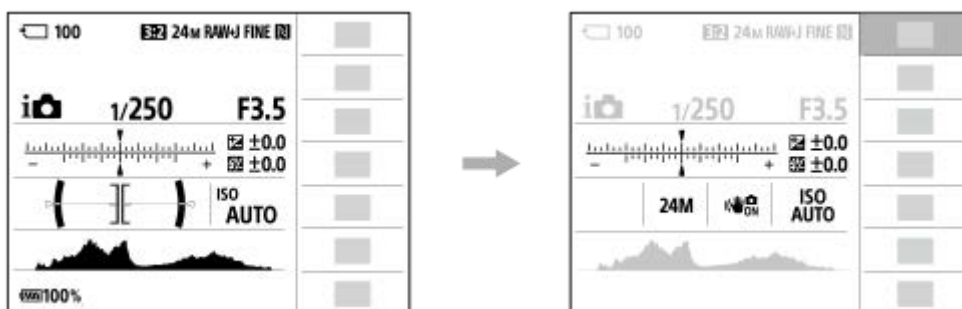 100 3:2 24M RAW+J FINE N
i 1/250 F3.5
- + ±0.0
±0.0
ISO
AUTO
100%
100 3:2 24M RAW+J FINE N
i 1/250 F3.5
- + ±0.0
±0.0
24M ON ISO
AUTO